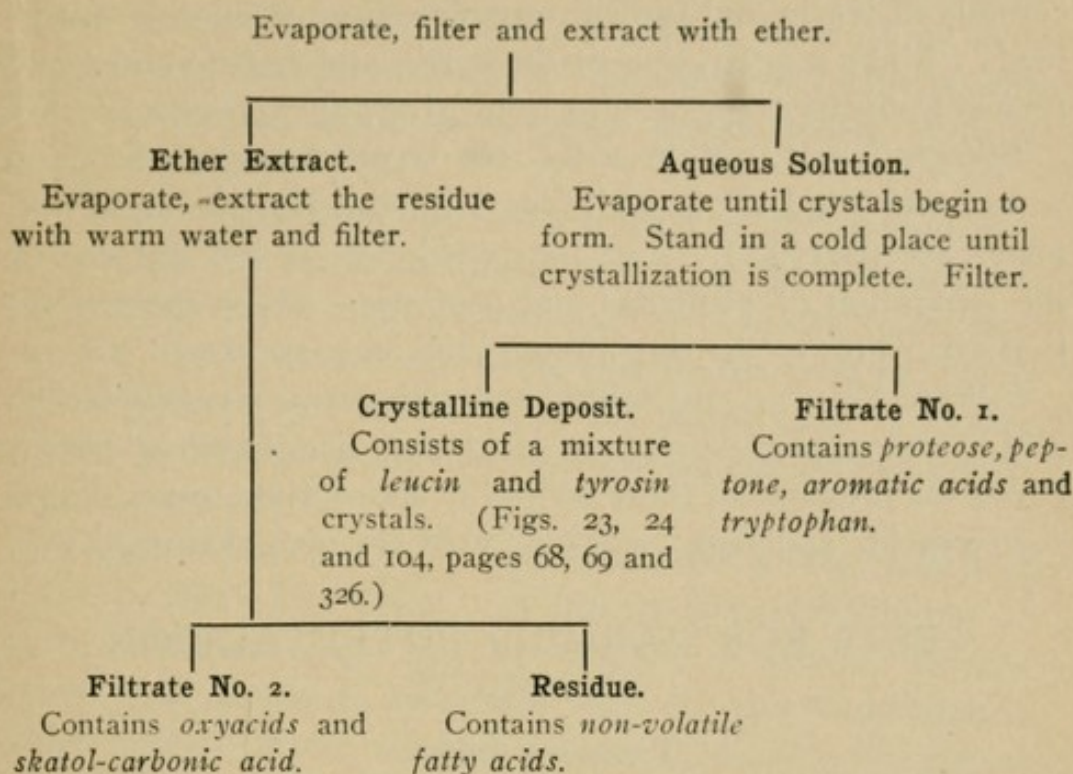 Evaporate, filter and extract with ether.
Ether Extract.
Evaporate, extract the residue
with warm water and filter.
Aqueous Solution.
Evaporate until crystals begin to
form. Stand in a cold place until
crystallization is complete. Filter.
Crystalline Deposit.
Consists of a mixture
of leucin and tyrosin
crystals. (Figs. 23, 24
and 104, pages 68, 69 and
326.)
Filtrate No. 1.
Contains proteose, pep-
tone, aromatic acids and
tryptophan.
Filtrate No. 2.
Contains oxyacids and
skatol-carbonic acid.
Residue.
Contains non-volatile
fatty acids.